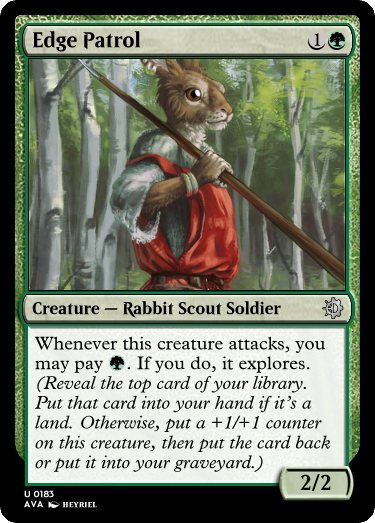 Edge Patrol 1
Creature — Rabbit Scout Soldier
Whenever this creature attacks, you
may pay . If you do, it explores.
(Reveal the top card of your library.
Put that card into your hand if it's a
land. Otherwise, put a +1/+1 counter
on this creature, then put the card back
or put it into your graveyard.)
2/2
U 0183
AVA HEYRIEL